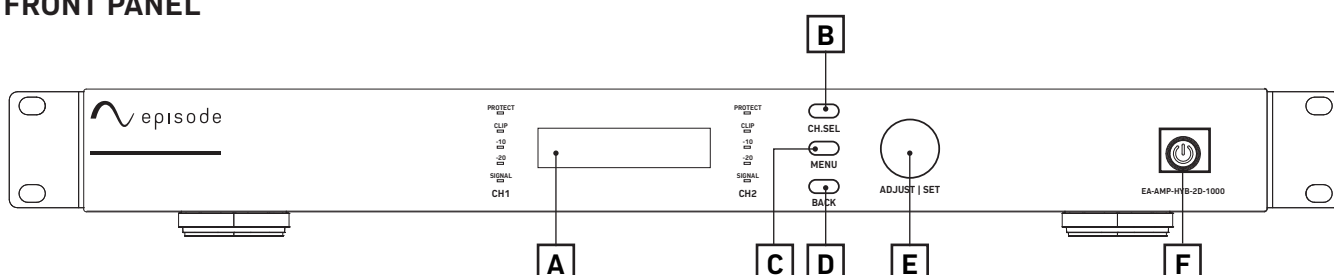 FRONT PANEL
B
episode
PROTECT
CLIP
-10
-20
SIGNAL
CH1
PROTECT
CLIP
-10
-20
SIGNAL
CH2
CH.SEL
MENU
BACK
ADJUST | SET
EA-AMP-HYB-2D-1000
A
C
D
E
F